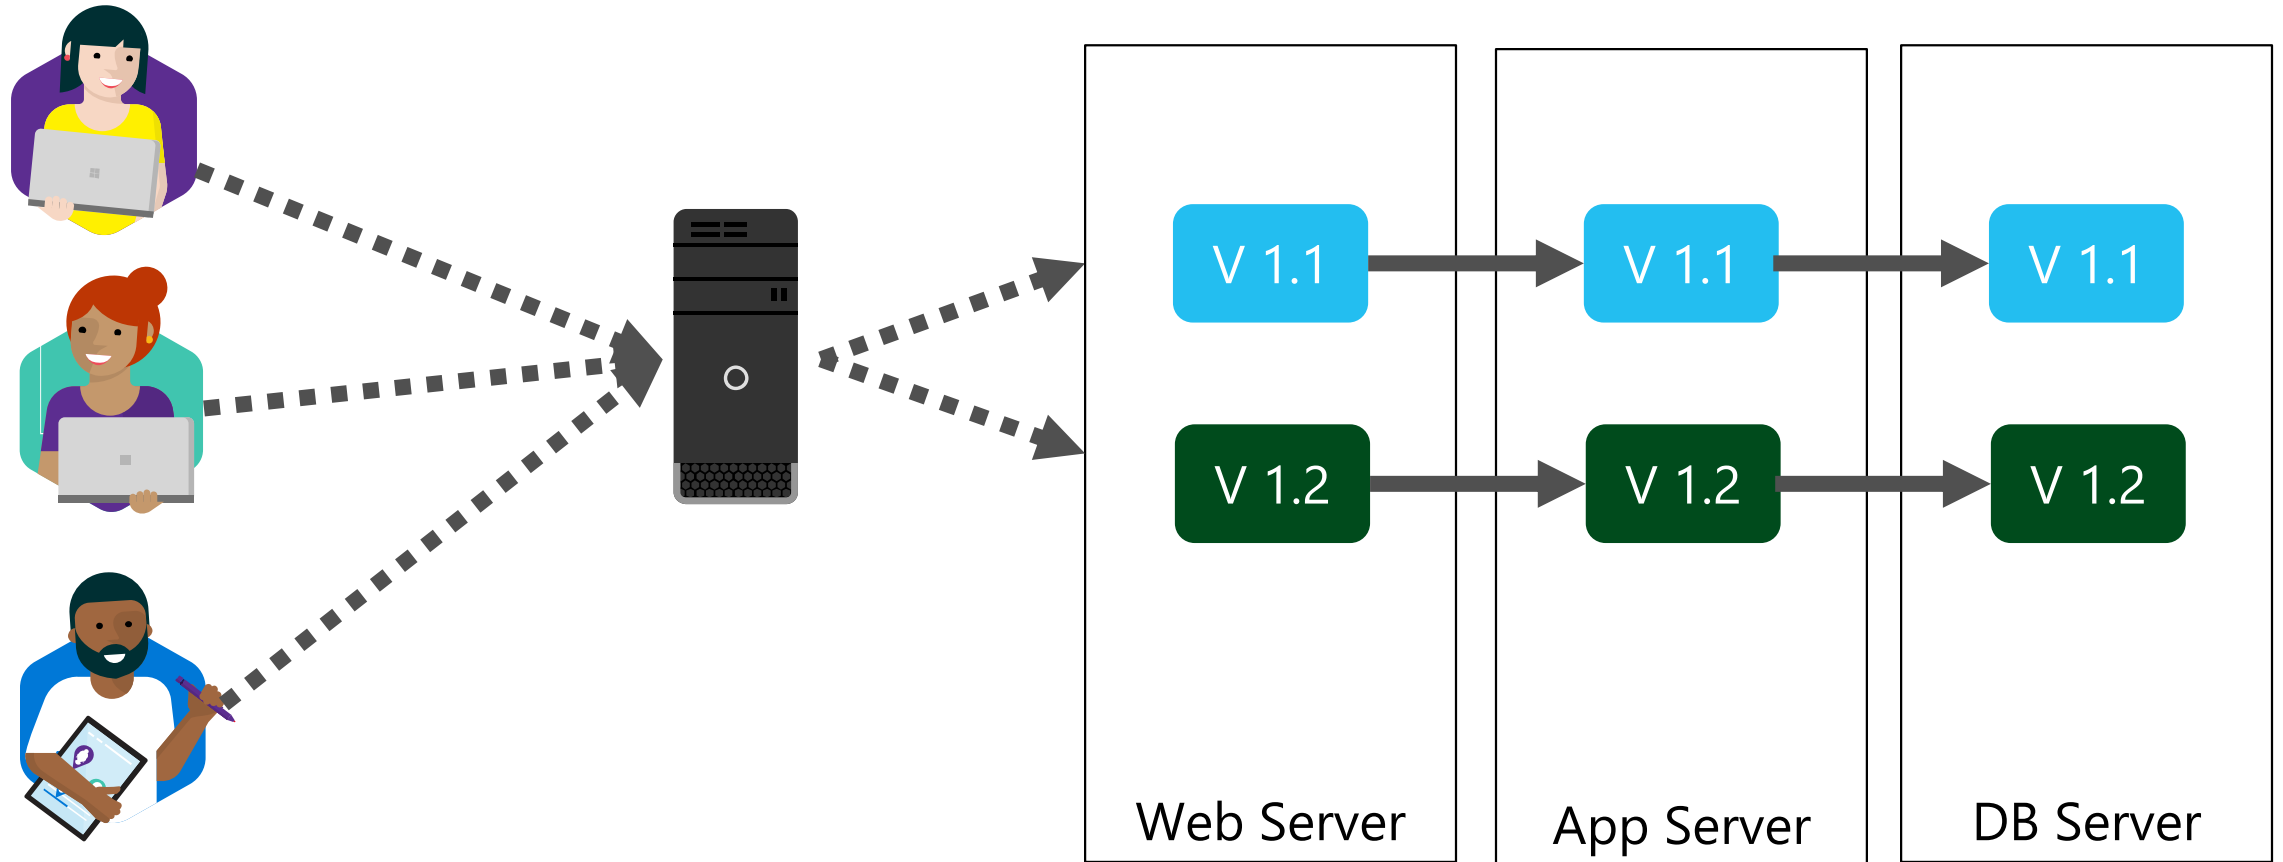 V 1.1
V 1.1
V 1.1
V 1.2
V 1.2
V 1.2
Web Server
App Server
DB Server